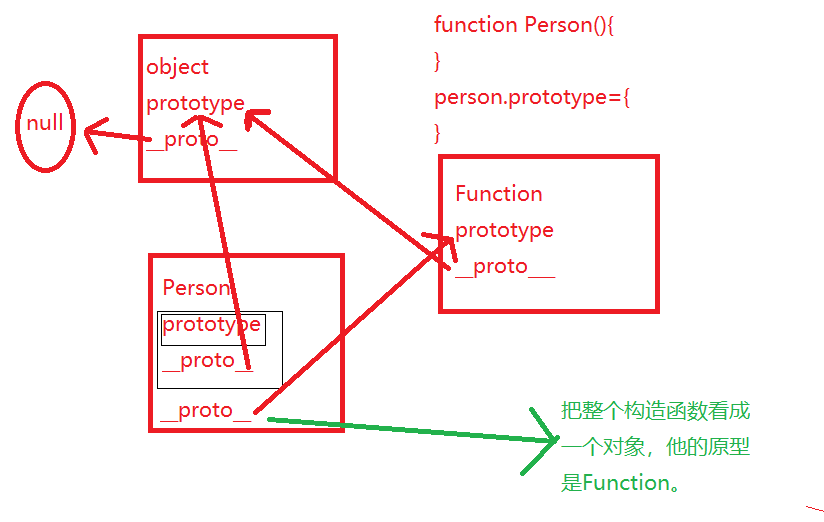 function Person(){
}
person.prototype={
}
object
prototype
__proto__
null
Function
prototype
__proto___
Person
prototype
__proto__
__proto__
把整个构造函数看成
一个对象，他的原型
是Function。